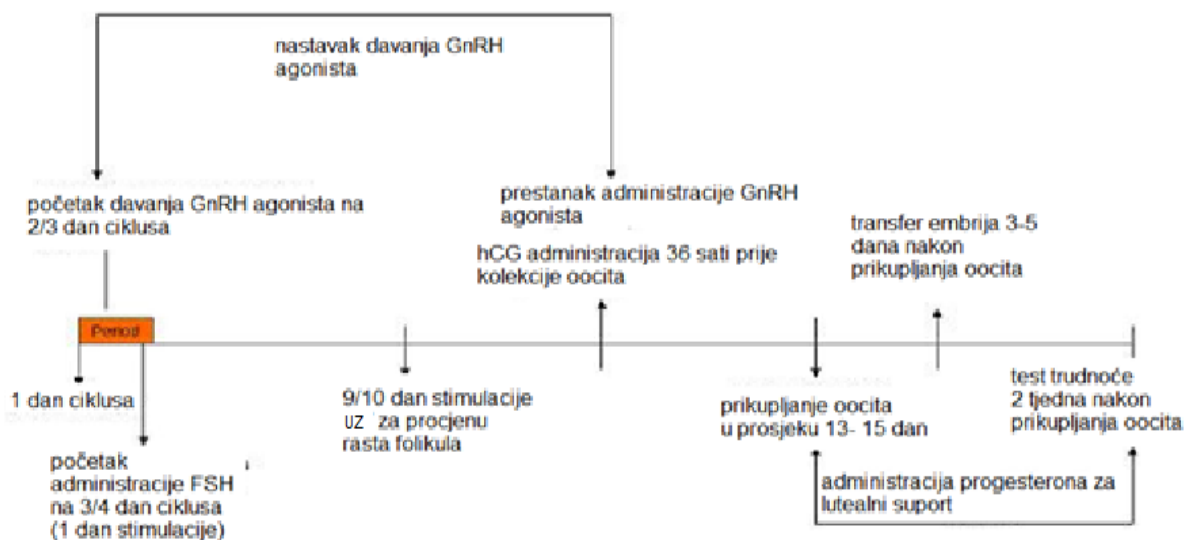 nastavak davanja GnRH
agonista
početak davanja GnRH agonista na
2/3 dan ciklusa
prestanak administracije GnRH
agonista
hCG administracija 36 sati prije
kolekcije oocita
transfer embrija 3-5
dana nakon
prikupljanja oocita
Period
1 dan ciklusa
početak
administracije FSH
na 3/4 dan ciklusa
(1 dan stimulacije)
9/10 dan stimulacije
UZ za procjenu
rasta folikula
prikupljanje oocita
u prosjeku 13- 15 dan
test trudnoće
2 tjedna nakon
prikupljanja oocita
administracija progesterona za
lutealni suport